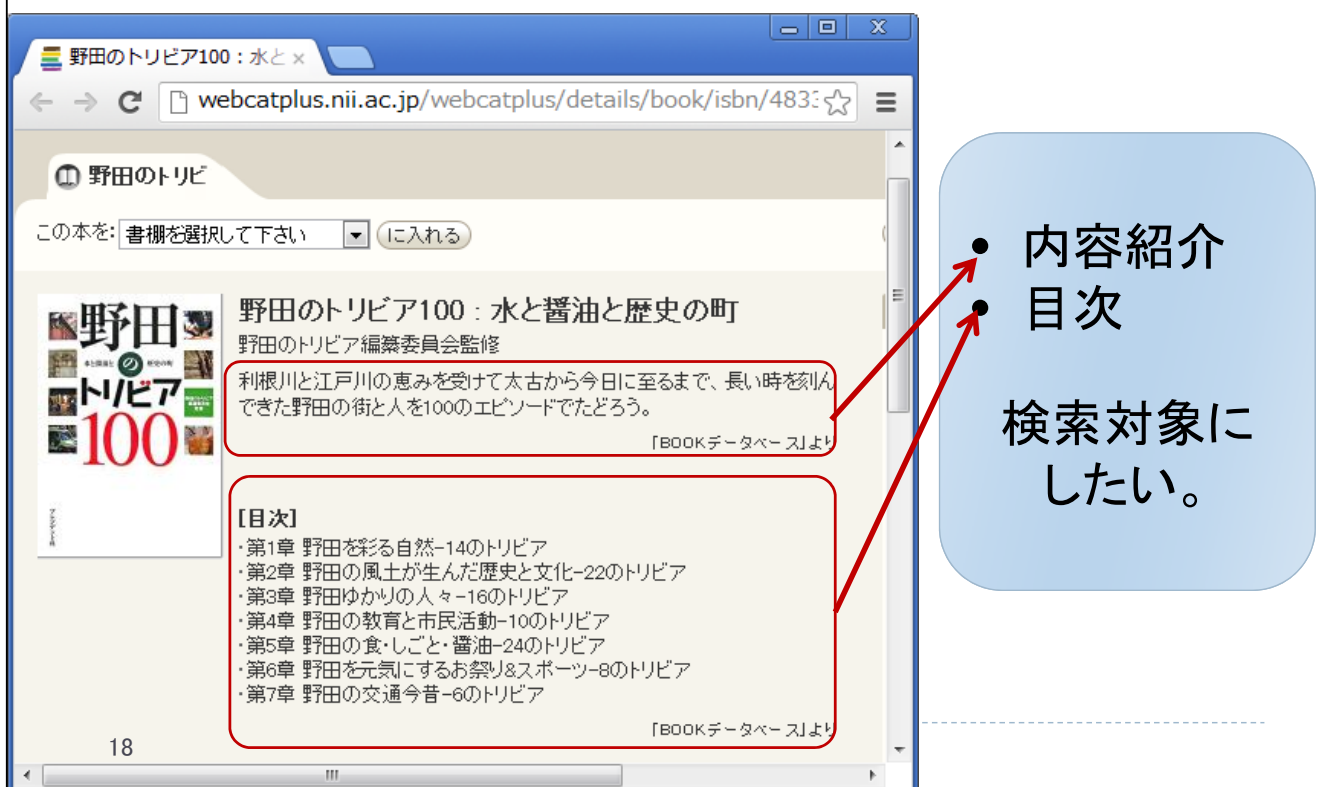 野田のトリビア100：水と
webcatplus.nii.ac.jp/webcatplus/details/book/isbn/4833
野田のトリビ
この本を: 書棚を選択して下さい に入れる
野田
の
トリビア
100
野田のトリビア100 : 水と醤油と歴史の町
野田のトリビア編纂委員会監修
利根川と江戸川の恵みを受けて太古から今日に至るまで、長い時を刻ん
できた野田の街と人を100のエピソードでたどろう。
「BOOKデータベース」より
[目次]
・第1章 野田を彩る自然-14のトリビア
・第2章 野田の風土が生んだ歴史と文化-22のトリビア
・第3章 野田ゆかりの人々-16のトリビア
・第4章 野田の教育と市民活動-10のトリビア
・第5章 野田の食・しごと・醤油-24のトリビア
・第6章 野田を元気にするお祭り&スポーツ-8のトリビア
・第7章 野田の交通今昔-6のトリビア
「BOOKデータベース」より
18
• 内容紹介
• 目次
検索対象に
したい。